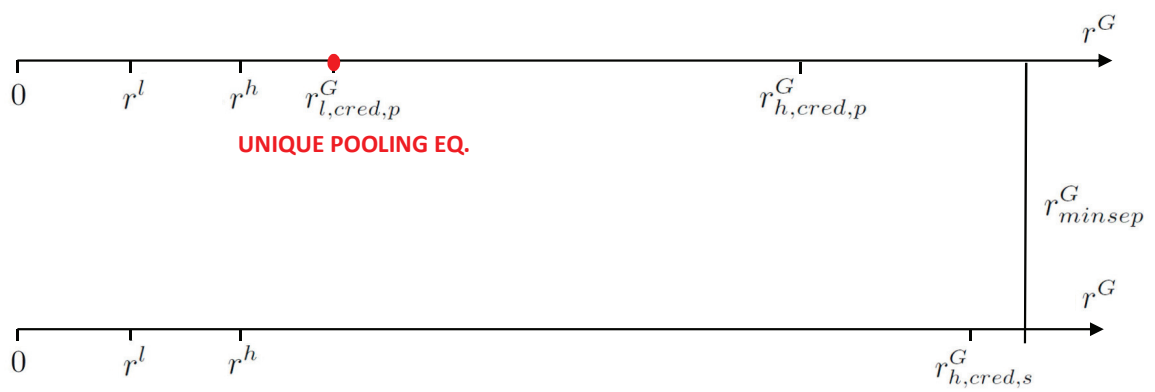 r^G
0 r^l r^h r^G_{l,cred,p} r^G_{h,cred,p}
UNIQUE POOLING EQ.
r^G_{minsep}
r^G
0 r^l r^h r^G_{h,cred,s}